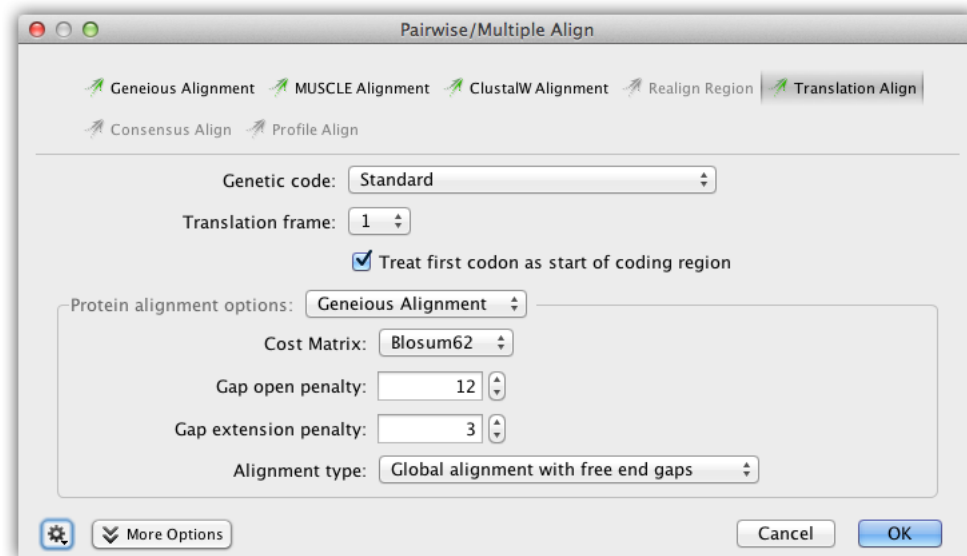 Pairwise/Multiple Align
Geneious Alignment MUSCLE Alignment ClustalW Alignment Realign Region Translation Align
Consensus Align Profile Align
Genetic code: Standard
Translation frame: 1
Treat first codon as start of coding region
Protein alignment options: Geneious Alignment
Cost Matrix: Blosum62
Gap open penalty: 12
Gap extension penalty: 3
Alignment type: Global alignment with free end gaps
More Options Cancel OK